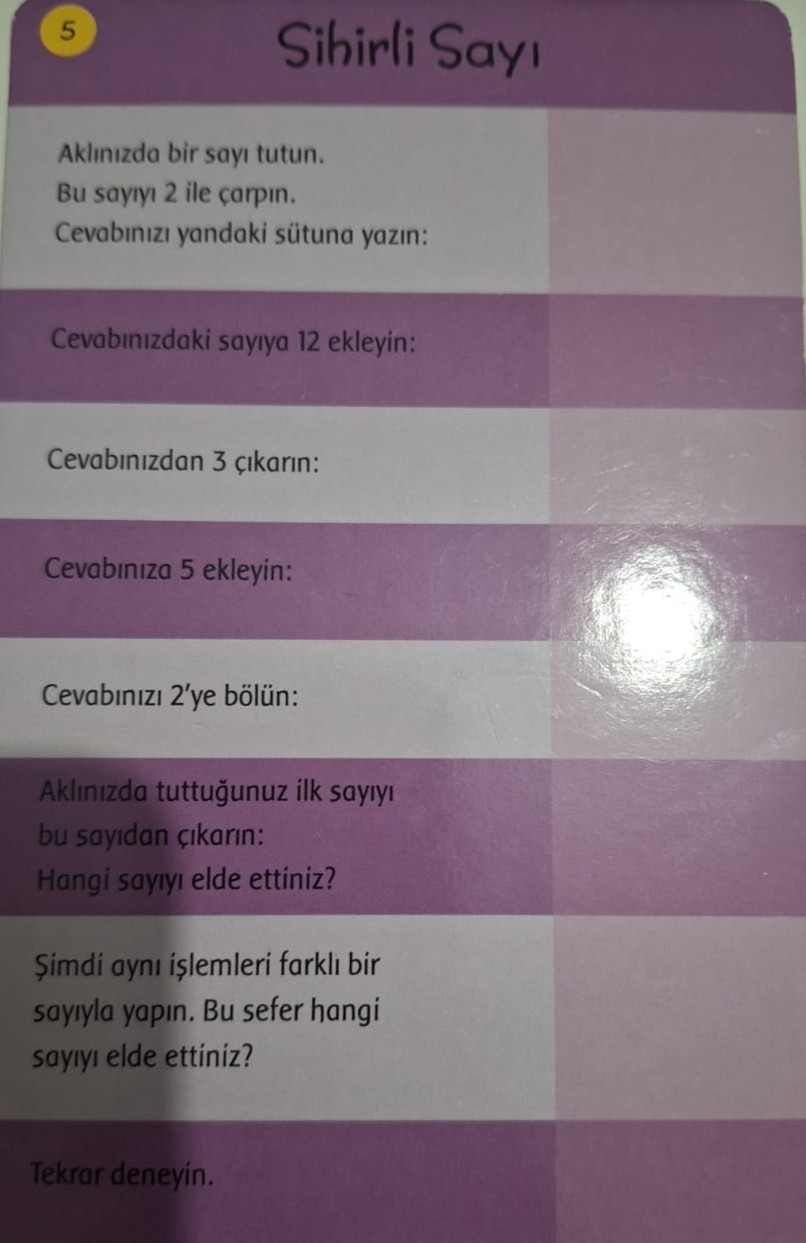 5
Sihirli Sayı
Aklınızda bir sayı tutun.
Bu sayıyı 2 ile çarpın.
Cevabınızı yandaki sütuna yazın:
Cevabınızdaki sayıya 12 ekleyin:
Cevabınızdan 3 çıkarın:
Cevabınıza 5 ekleyin:
Cevabınızı 2'ye bölün:
Aklınızda tuttuğunuz ilk sayıyı
bu sayıdan çıkarın:
Hangi sayıyı elde ettiniz?
Şimdi aynı işlemleri farklı bir
sayıyla yapın. Bu sefer hangi
sayıyı elde ettiniz?
Tekrar deneyin.